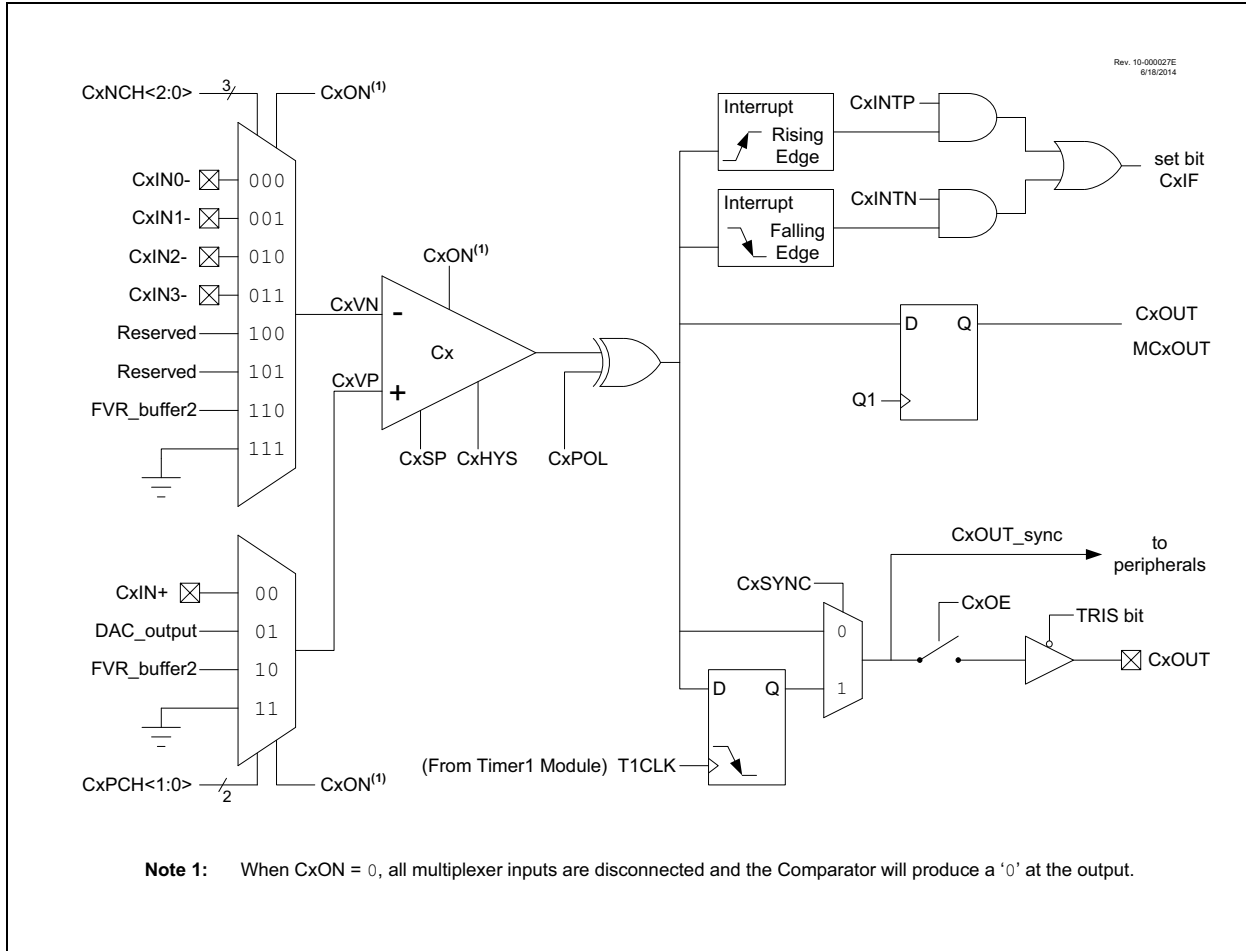 Rev. 10-000027E
6/18/2014
CxNCH<2:0>
3
CxON(1)
CxIN0-
000
CxIN1-
001
CxIN2-
010
CxIN3-
011
Reserved
100
Reserved
101
FVR_buffer2
110
111
CxIN+
00
DAC_output
01
FVR_buffer2
10
11
CxPCH<1:0>
2
CxON(1)
CxON(1)
CxVN
-
Cx
CxVP
+
CxSP
CxHYS
CxPOL
Interrupt
Rising
Edge
CxINTP
Interrupt
Falling
Edge
CxINTN
set bit
CxIF
D
Q
Q1
CxOUT
MCxOUT
CxOUT_sync
to
peripherals
CxSYNC
0
1
CxOE
TRIS bit
CxOUT
D
Q
(From Timer1 Module) T1CLK
Note 1: When CxON = 0, all multiplexer inputs are disconnected and the Comparator will produce a ‘0’ at the output.